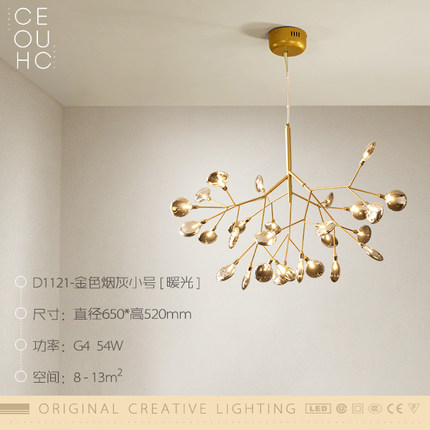 CE
OU
HC
D1121-金色烟灰小号 [ 暖光 ]
尺寸：直径650*高520mm
功率：G4 54W
空间：8 - 13m²
ORIGINAL CREATIVE LIGHTING LED